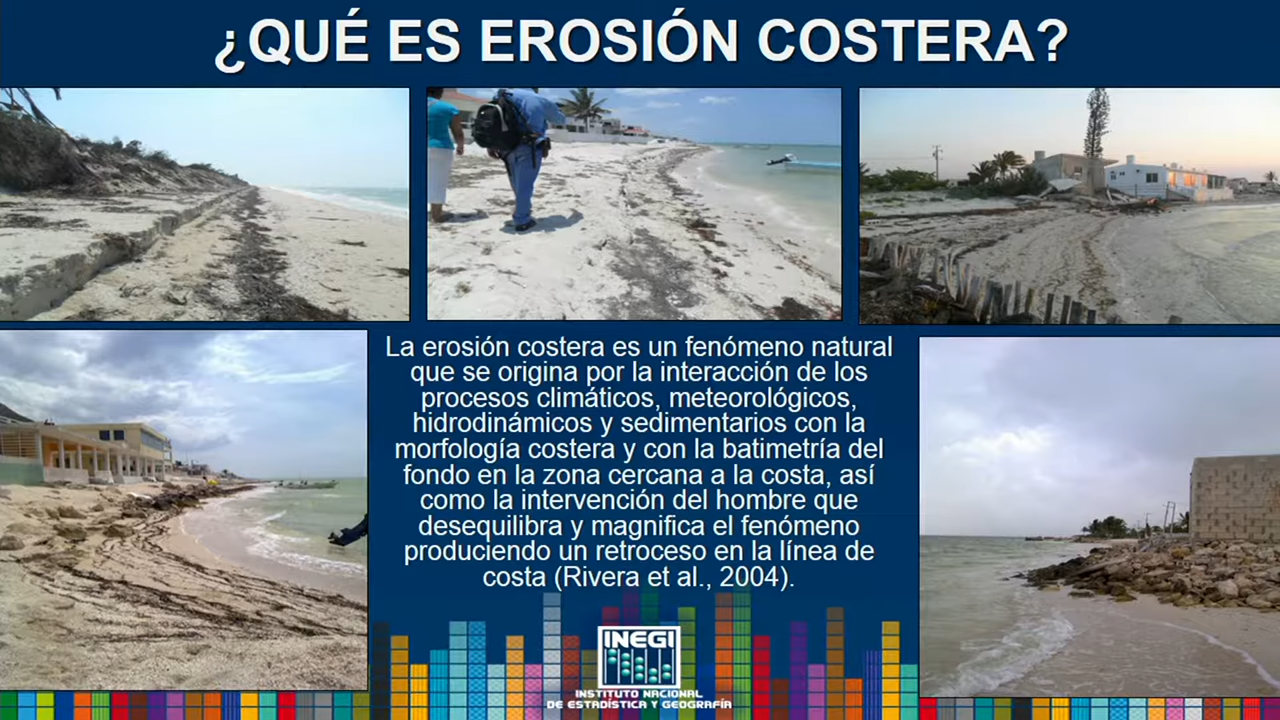 ¿QUÉ ES EROSIÓN COSTERA?
La erosión costera es un fenómeno natural
que se origina por la interacción de los
procesos climáticos, meteorológicos,
hidrodinámicos y sedimentarios con la
morfología costera y con la batimetría del
fondo en la zona cercana a la costa, así
como la intervención del hombre que
desequilibra y magnifica el fenómeno
produciendo un retroceso en la línea de
costa (Rivera et al., 2004).
INEGI
INSTITUTO NACIONAL
DE ESTADÍSTICA Y GEOGRAFÍA